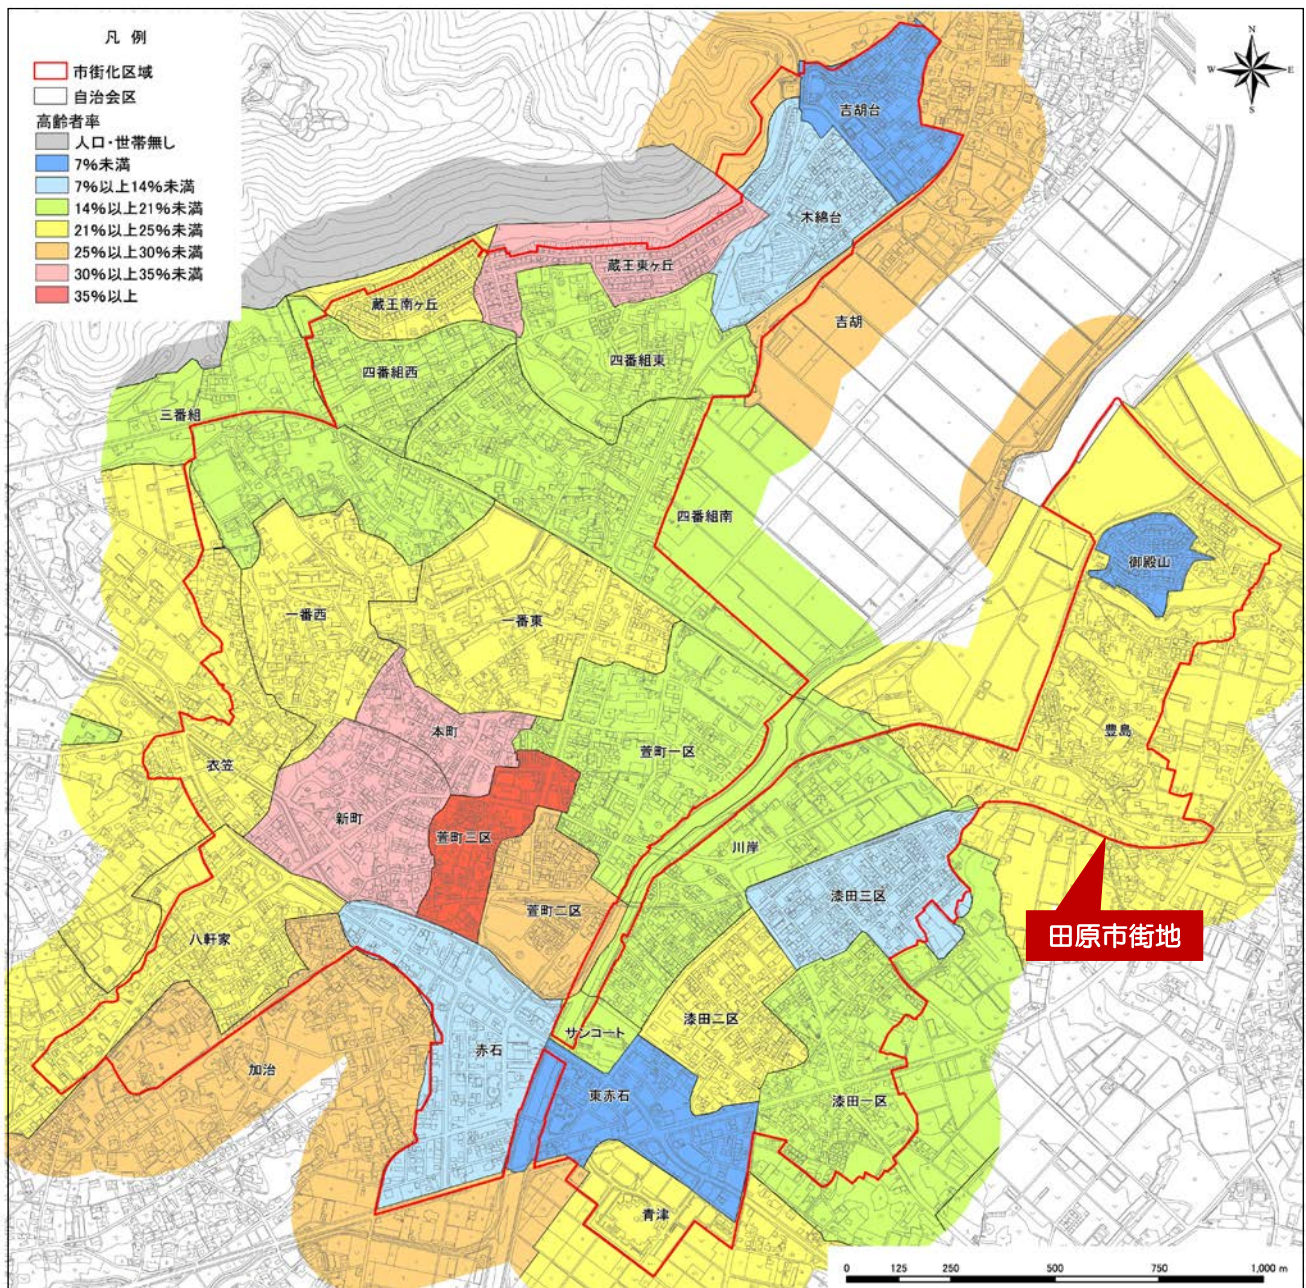 凡 例
市街化区域
自治会区
高齢者率
人口・世帯無し
7%未満
7%以上14%未満
14%以上21%未満
21%以上25%未満
25%以上30%未満
30%以上35%未満
35%以上
N
W
E
S
吉胡台
木綿台
蔵王東ヶ丘
蔵王南ヶ丘
吉胡
四番組東
四番組西
三番組
四番組南
御殿山
一番西
一番東
本町
萱町一区
豊島
衣笠
新町
萱町三区
川岸
漆田三区
萱町二区
八軒家
田原市街地
漆田二区
サンコート
赤石
加治
東赤石
漆田一区
青津
0 125 250 500 750 1,000 m